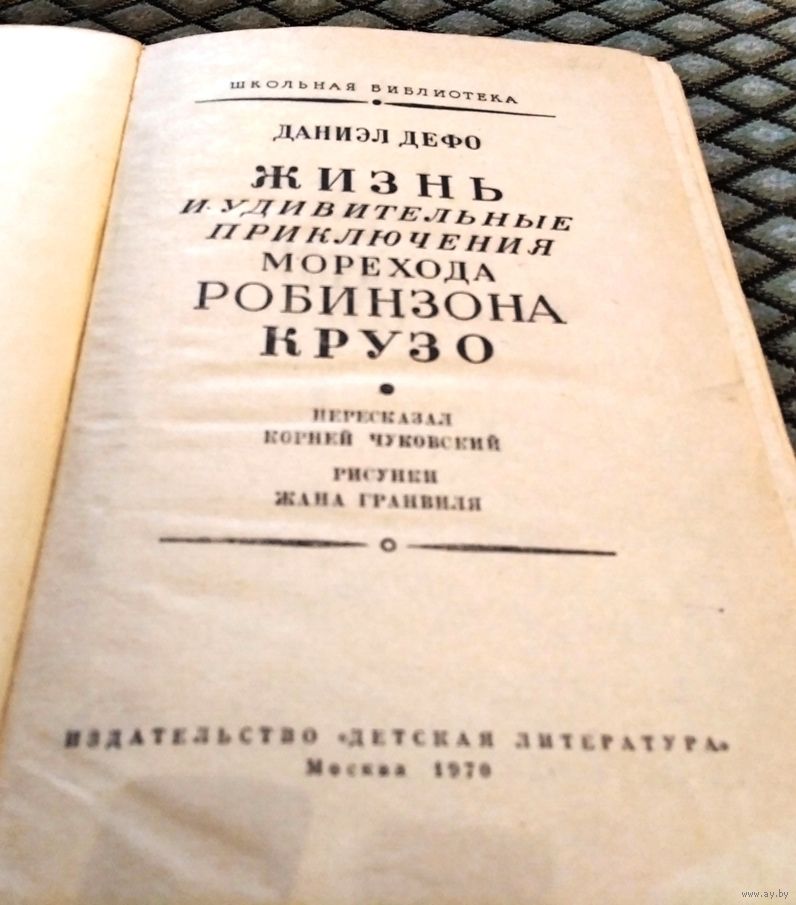 ШКОЛЬНАЯ БИБЛИОТЕКА
ДАНИЭЛ ДЕФО
ЖИЗНЬ
И УДИВИТЕЛЬНЫЕ
ПРИКЛЮЧЕНИЯ
МОРЕХОДА
РОБИНЗОНА
КРУЗО
ПЕРЕСКАЗАЛ
КОРНЕЙ ЧУКОВСКИЙ
РИСУНКИ
ЖАНА ГРАНВИЛЯ
ИЗДАТЕЛЬСТВО «ДЕТСКАЯ ЛИТЕРАТУРА»
Москва 1970
www.ay.by